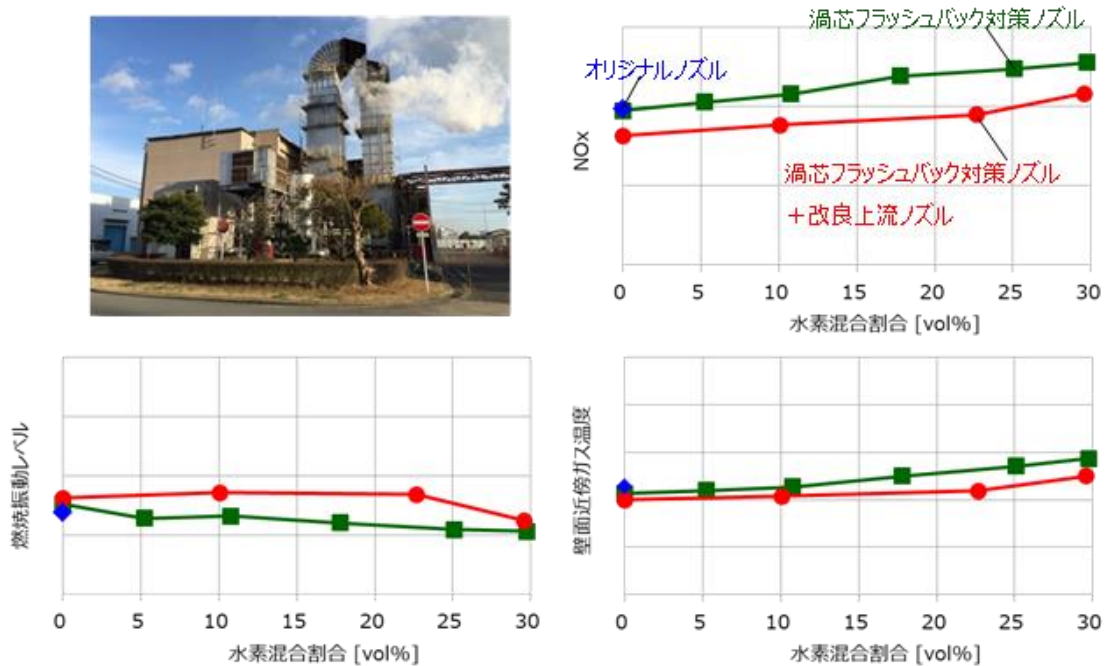 渦芯フラッシュバック対策ノズル
オリジナルノズル
NOx
渦芯フラッシュバック対策ノズル
＋改良上流ノズル
0 5 10 15 20 25 30
水素混合割合 [vol%]
燃焼振動レベル
0 5 10 15 20 25 30
水素混合割合 [vol%]
壁面近傍ガス温度
0 5 10 15 20 25 30
水素混合割合 [vol%]